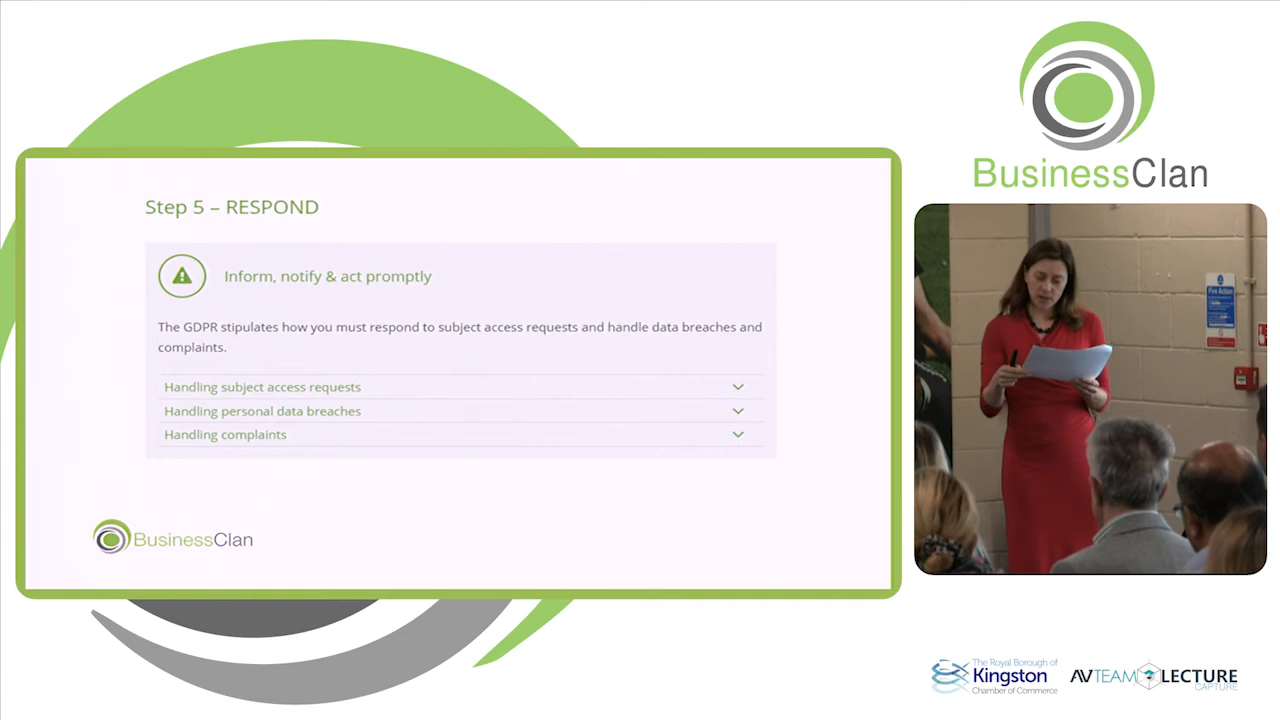 Step 5 – RESPOND
Inform, notify & act promptly
The GDPR stipulates how you must respond to subject access requests and handle data breaches and
complaints.
Handling subject access requests
Handling personal data breaches
Handling complaints
BusinessClan
BusinessClan
Fire Action
The Royal Borough of
Kingston
Chamber of Commerce
AVTEAM LECTURE
CAPTURE